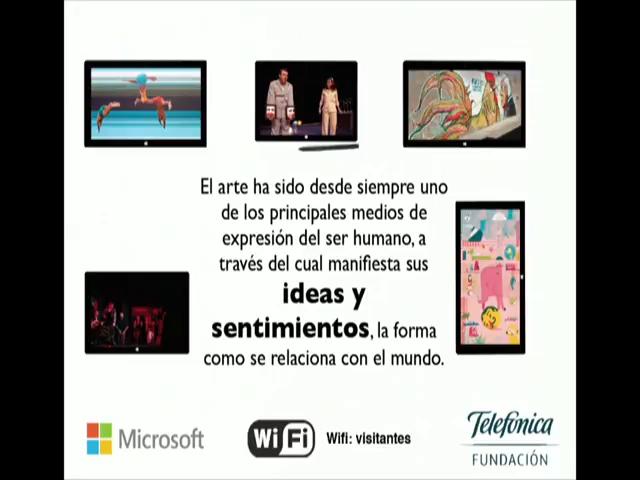 El arte ha sido desde siempre uno
de los principales medios de
expresión del ser humano, a
través del cual manifiesta sus
ideas y
sentimientos, la forma
como se relaciona con el mundo.
Microsoft
WiFi
Wifi: visitantes
Telefónica
FUNDACIÓN